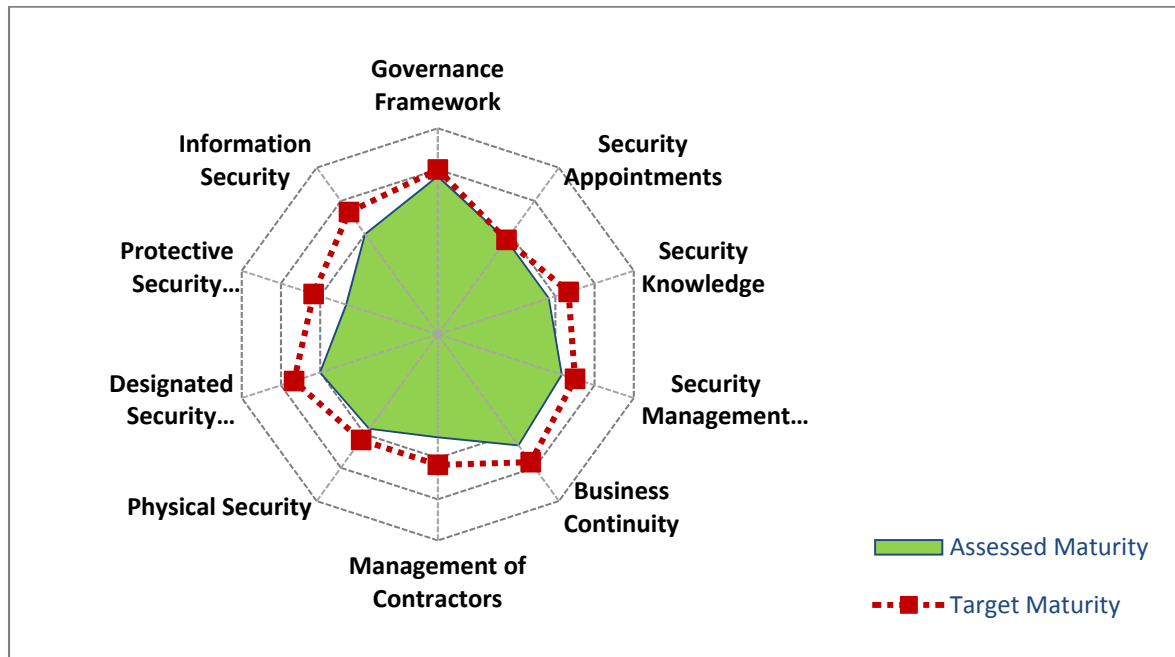 Governance
Framework
Security
Appointments
Security
Knowledge
Security
Management...
Business
Continuity
Management of
Contractors
Physical Security
Designated
Security...
Protective
Security...
Information
Security
Assessed Maturity
Target Maturity